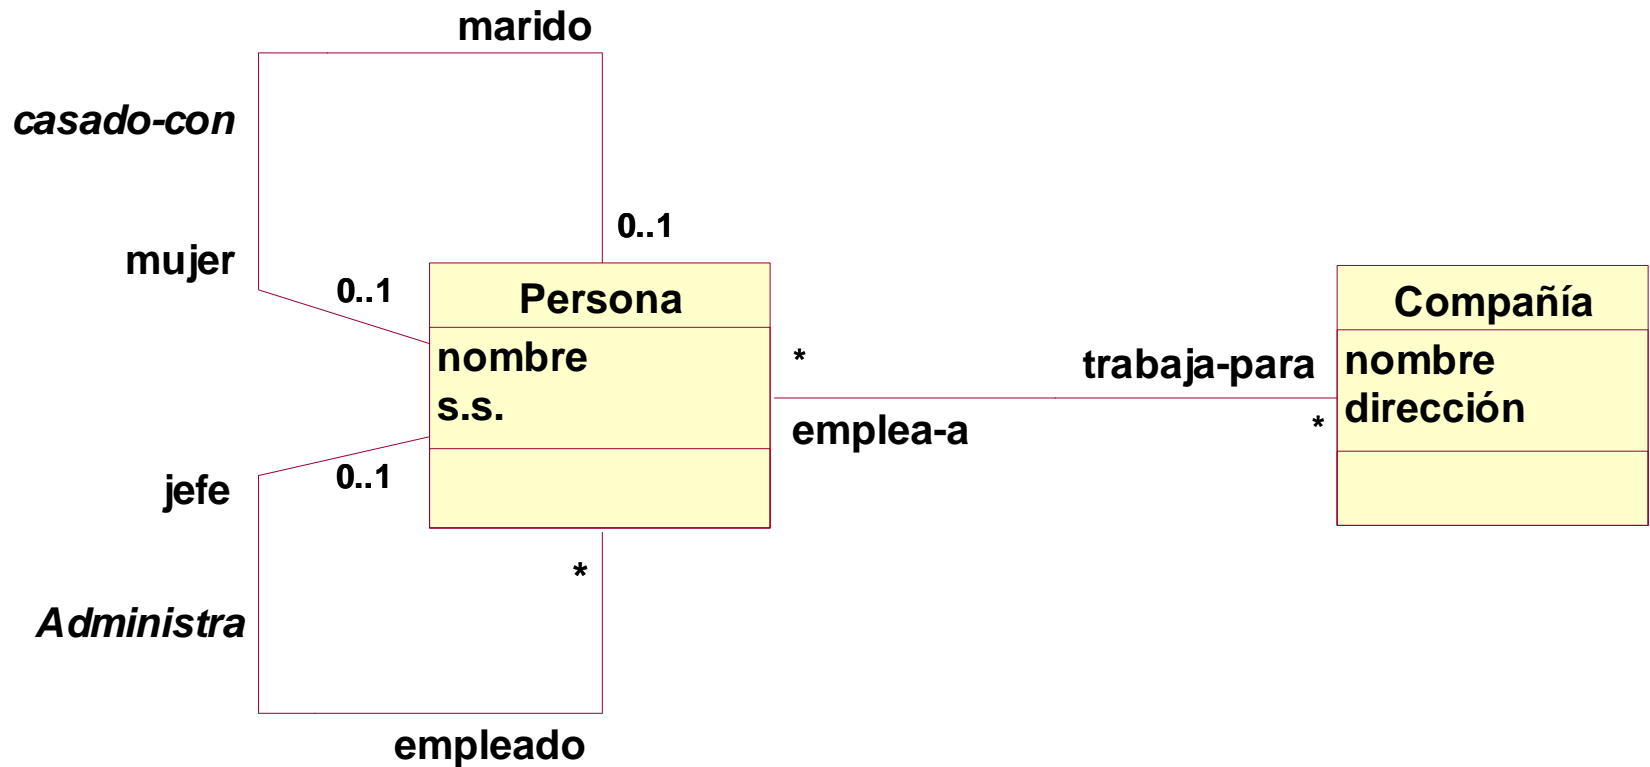 marido
casado-con
0..1
mujer
0..1
Persona
Compañía
nombre
s.s.
*
trabaja-para
nombre
dirección
emplea-a
*
0..1
jefe
*
Administra
empleado